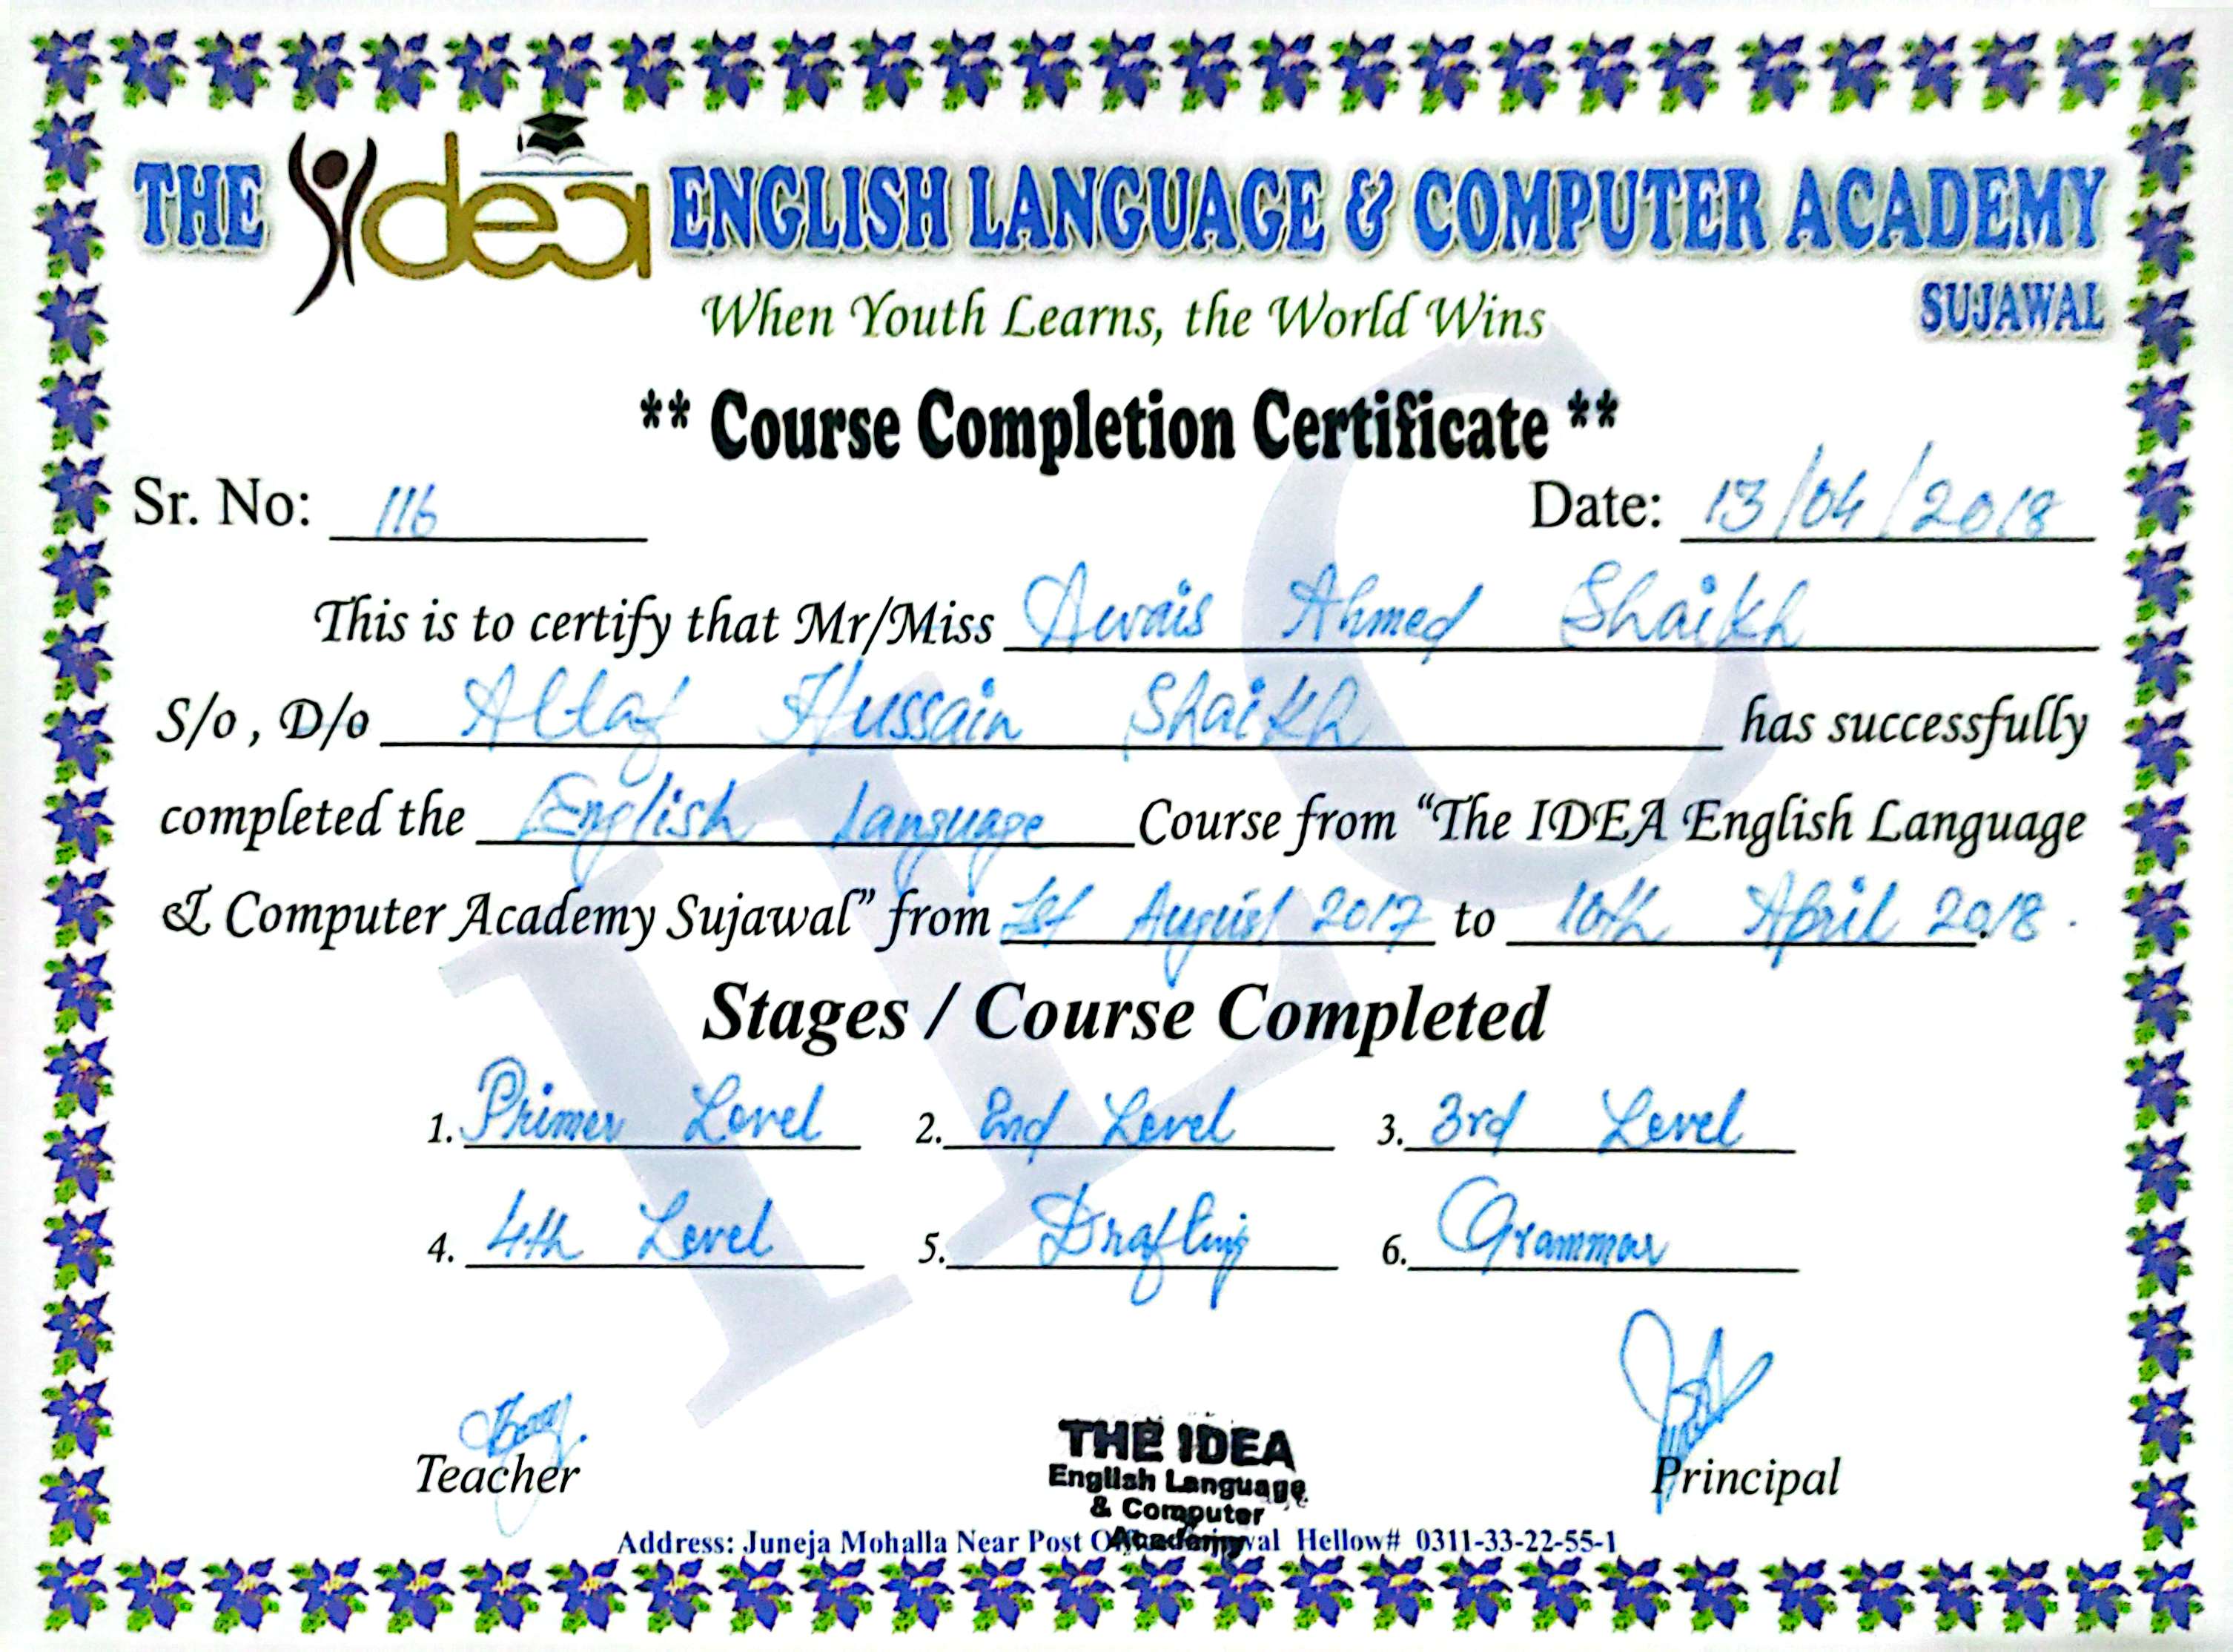 THE idea ENGLISH LANGUAGE & COMPUTER ACADEMY
SUJAWAL
When Youth Learns, the World Wins
** Course Completion Certificate **
Sr. No: 116 Date: 13/04/2018
This is to certify that Mr/Miss Awais Ahmed Shaikh
S/o , D/o Altaf Hussain Shaikh has successfully
completed the English Language Course from “The IDEA English Language
& Computer Academy Sujawal” from 1st August 2017 to 10th April 2018.
ILC
Stages / Course Completed
1. Primer Level 2. 2nd Level 3. 3rd Level
4. 4th Level 5. Drafting 6. Grammar
Teacher Principal
THE IDEA
English Language
& Computer
Academy
Address: Juneja Mohalla Near Post Hellow# 0311-33-22-55-1